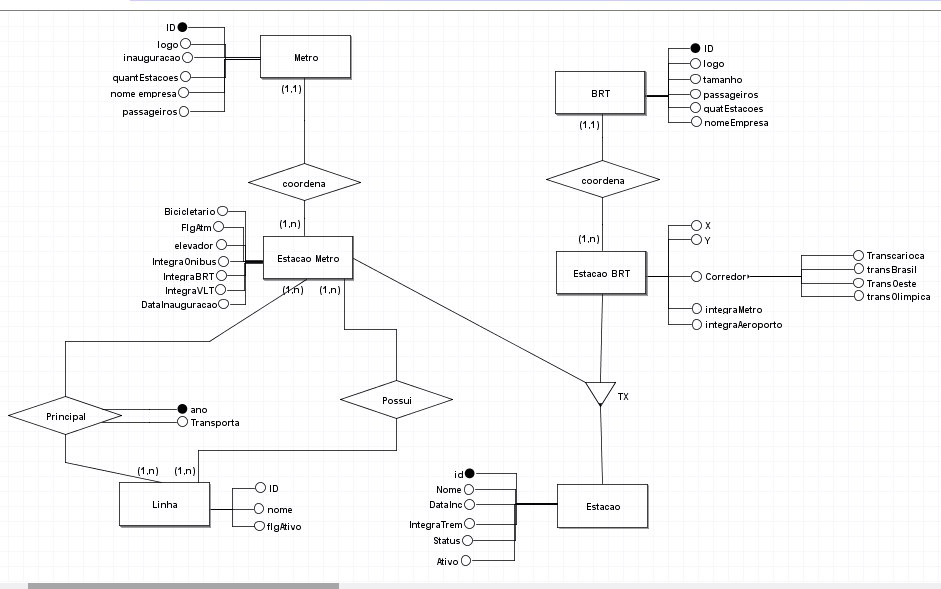 ID
logo
inauguracao
quantEstacoes
nome empresa
passageiros
Metro
(1,1)
coordena
(1,n)
Bicicletario
FlgAtm
elevador
IntegraOnibus
IntegraBRT
IntegraVLT
DataInauguracao
Estacao Metro
(1,n)
(1,n)
Principal
ano
Transporta
Possui
(1,n)
(1,n)
Linha
ID
nome
flgAtivo
BRT
ID
logo
tamanho
passageiros
quatEstacoes
nomeEmpresa
(1,1)
coordena
(1,n)
Estacao BRT
X
Y
Corredor
Transcarioca
transBrasil
TransOeste
transOlimpica
integraMetro
integraAeroporto
TX
id
Nome
DataInc
IntegraTrem
Status
Ativo
Estacao